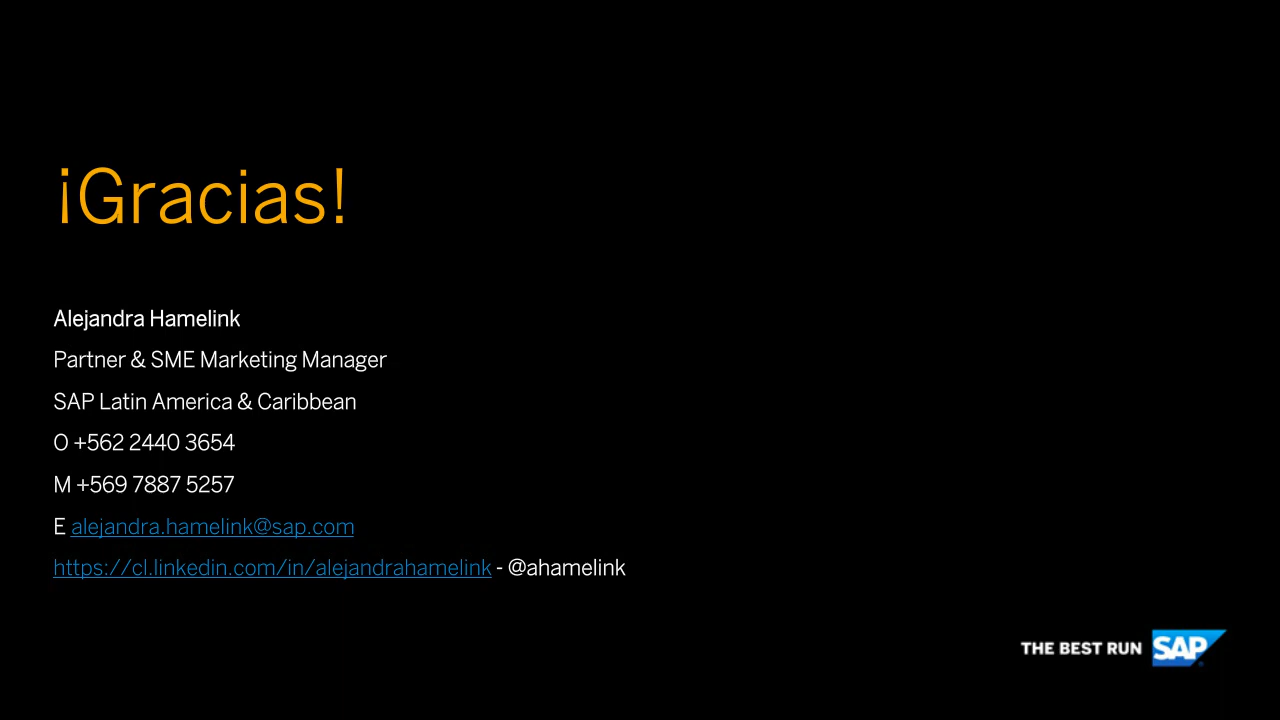 ¡Gracias!
Alejandra Hamelink
Partner & SME Marketing Manager
SAP Latin America & Caribbean
O +562 2440 3654
M +569 7887 5257
E alejandra.hamelink@sap.com
https://cl.linkedin.com/in/alejandrahamelink - @ahamelink
THE BEST RUN SAP